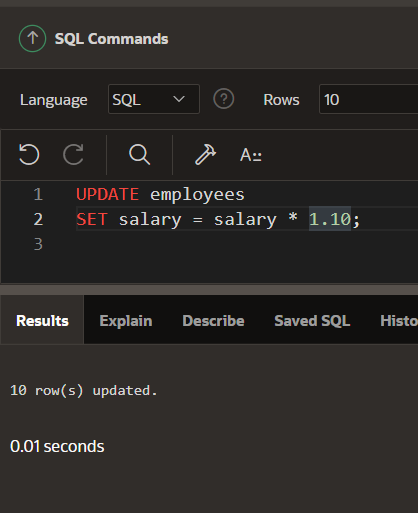 SQL Commands
Language SQL Rows 10
A::
1 UPDATE employees
2 SET salary = salary * 1.10;
3
Results Explain Describe Saved SQL Histo
10 row(s) updated.
0.01 seconds